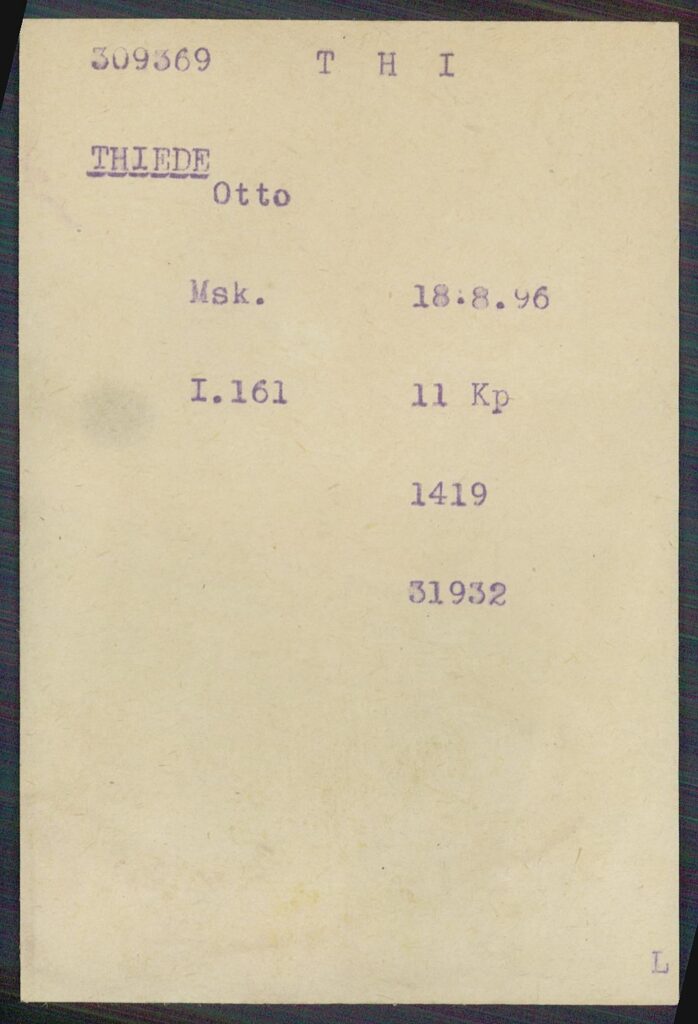 309369 T H I
THIEDE
Otto
Msk. 18.8.96
I.161 11 Kp
1419
31932
L